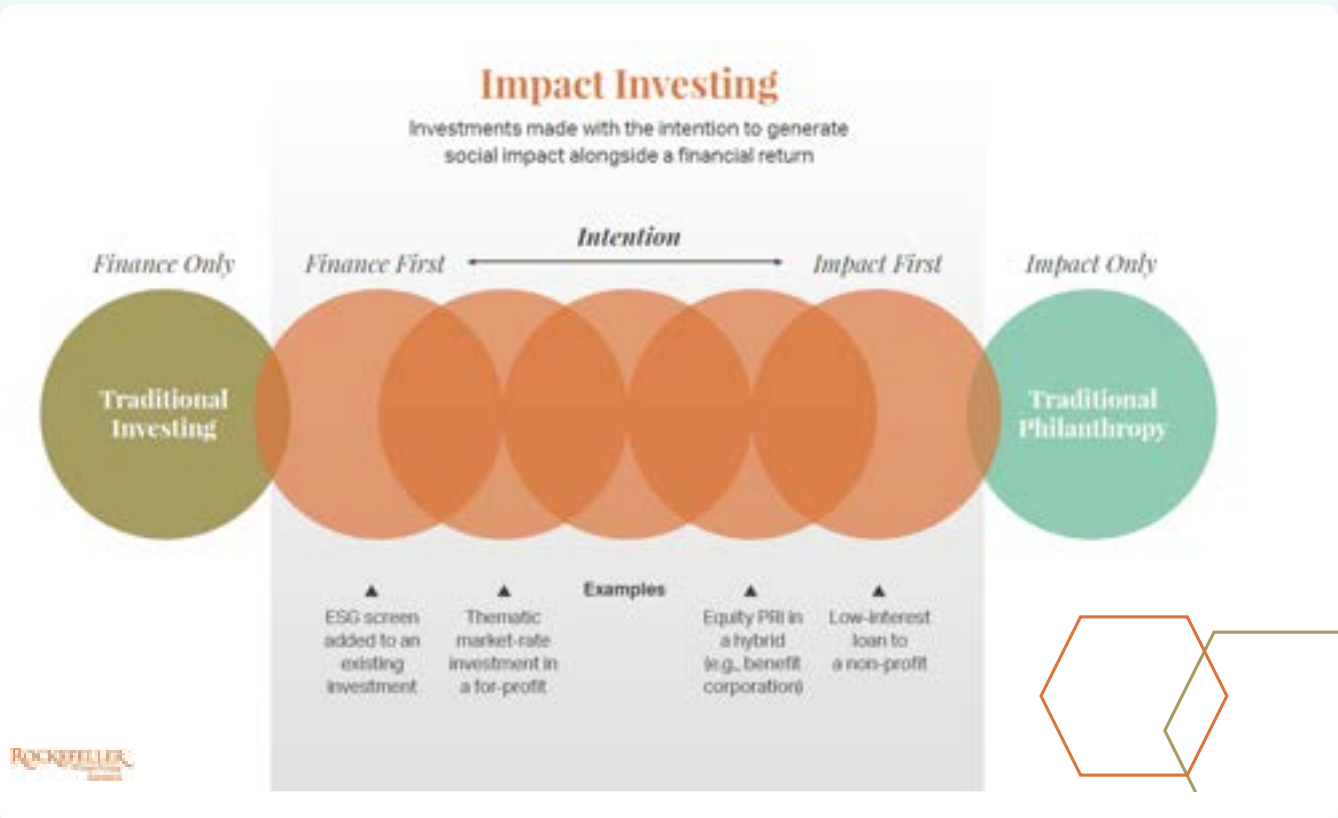 Impact Investing
Investments made with the intention to generate
social impact alongside a financial return
Intention
Finance Only
Finance First
Impact First
Impact Only
Traditional
Investing
Traditional
Philanthropy
Examples
ESG screen
added to an
existing
investment
Thematic
market-rate
investment in
a for-profit
Equity PRI in
a hybrid
(e.g., benefit
corporation)
Low-interest
loan to
a non-profit
ROCKEFELLER